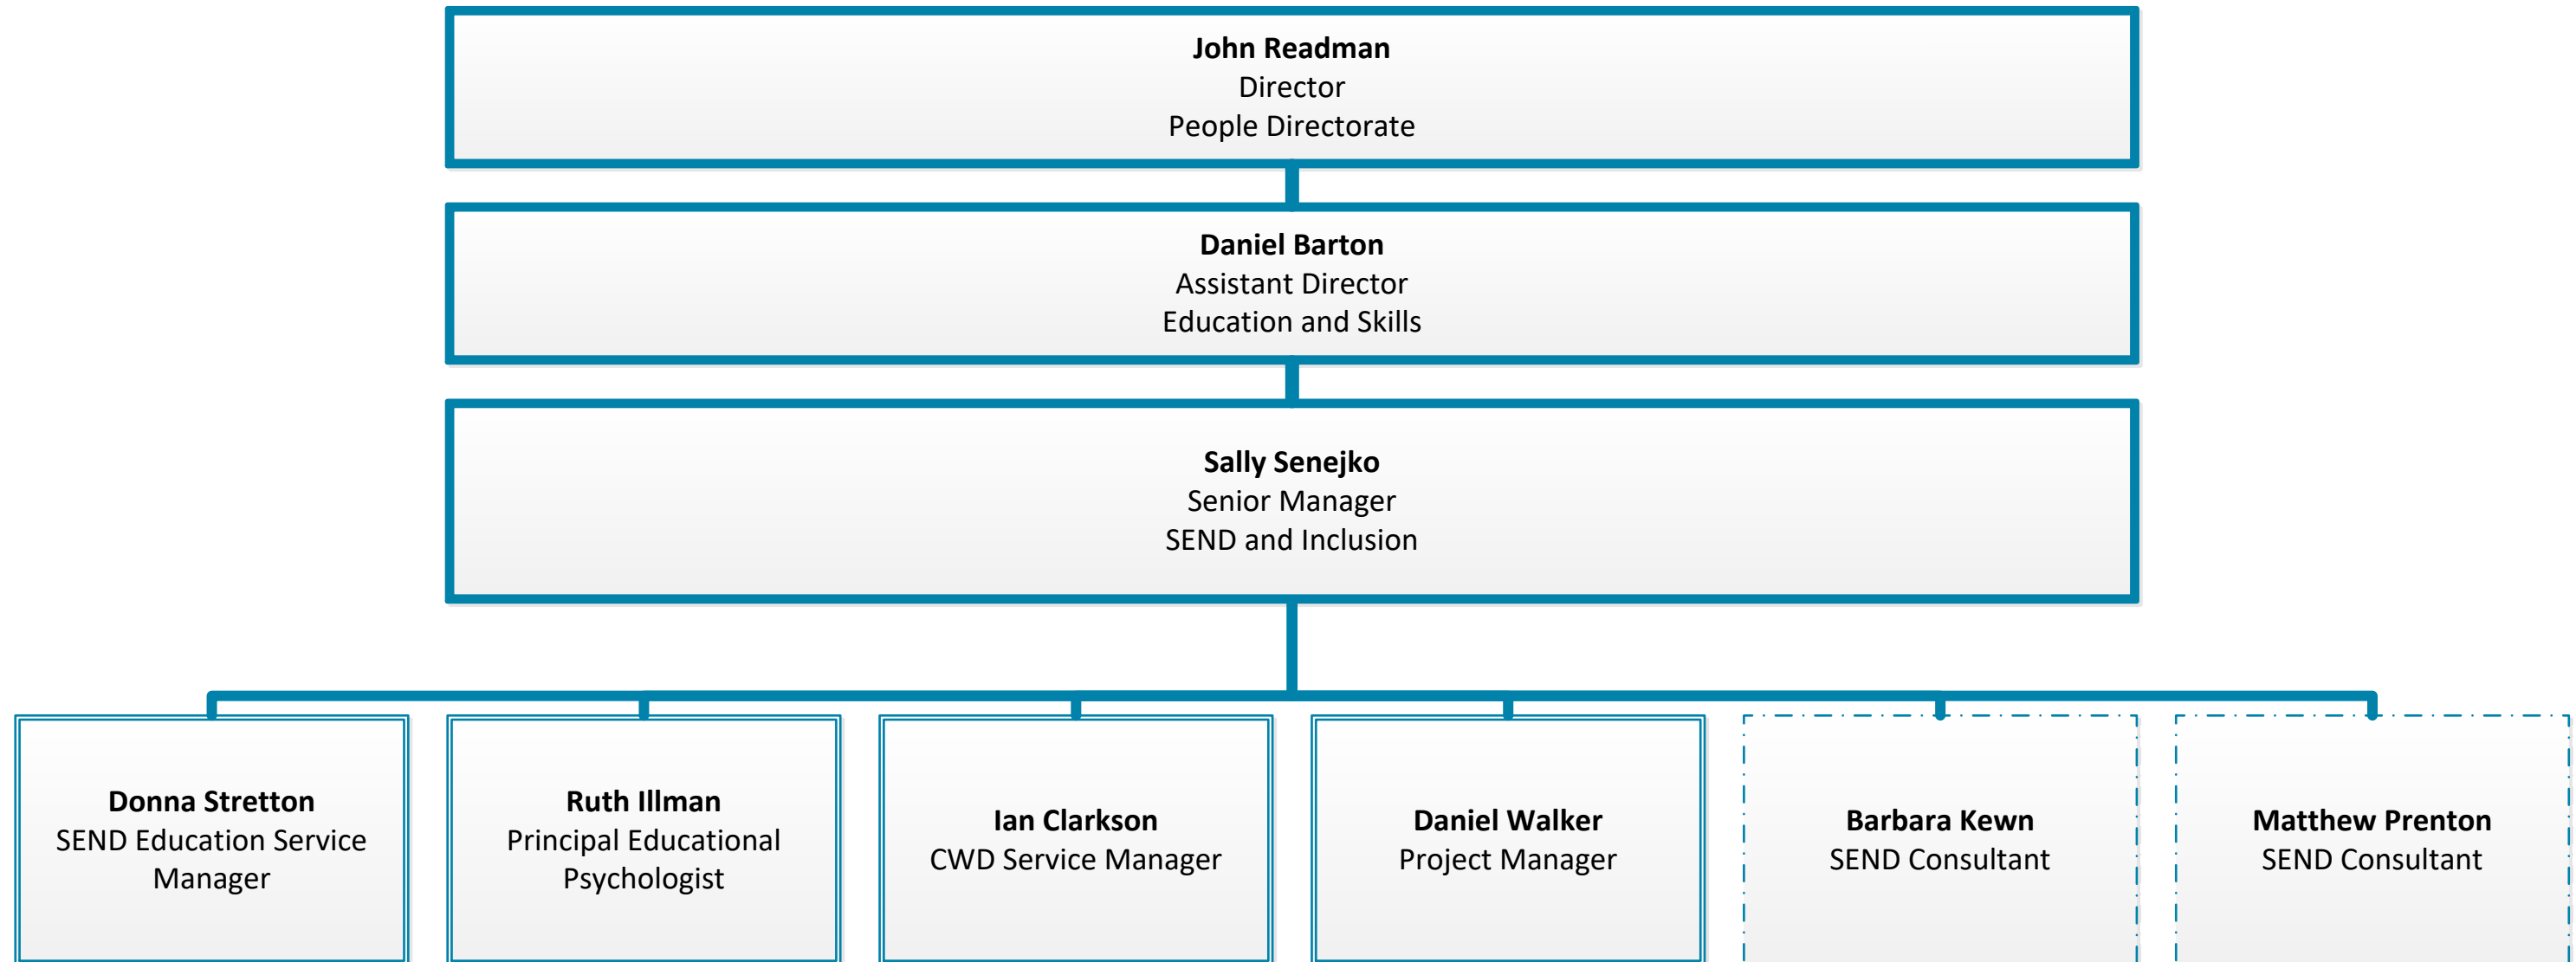 John Readman
Director
People Directorate
Daniel Barton
Assistant Director
Education and Skills
Sally Senejko
Senior Manager
SEND and Inclusion
Donna Stretton
SEND Education Service
Manager
Ruth Illman
Principal Educational
Psychologist
Ian Clarkson
CWD Service Manager
Daniel Walker
Project Manager
Barbara Kewn
SEND Consultant
Matthew Prenton
SEND Consultant